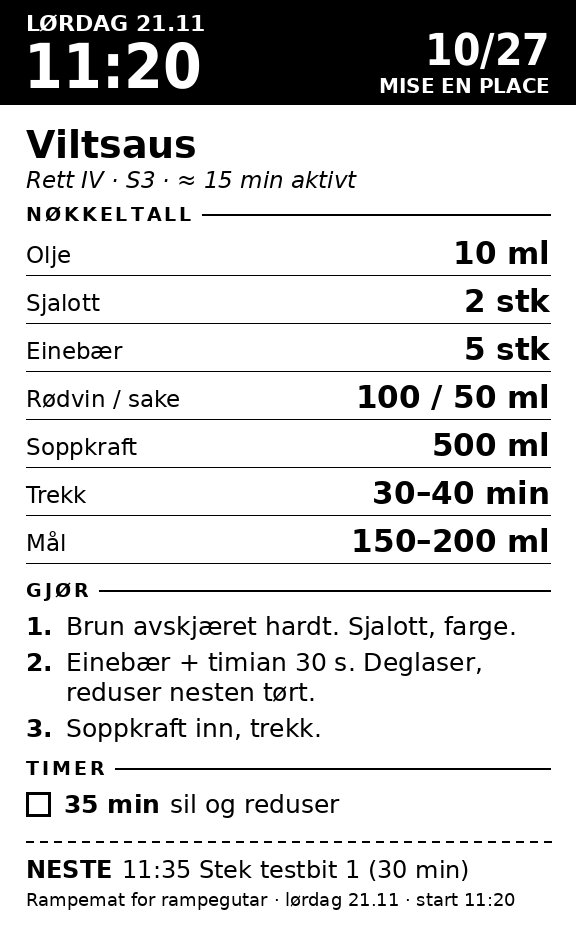 LØRDAG 21.11
11:20
10/27
MISE EN PLACE
Viltsaus
Rett IV · S3 · ≈ 15 min aktivt
NØKKELTALL
Olje 10 ml
Sjalott 2 stk
Einebær 5 stk
Rødvin / sake 100 / 50 ml
Soppkraft 500 ml
Trekk 30–40 min
Mål 150–200 ml
GJØR
1. Brun avskjæret hardt. Sjalott, farge.
2. Einebær + timian 30 s. Deglaser,
reduser nesten tørt.
3. Soppkraft inn, trekk.
TIMER
35 min sil og reduser
NESTE 11:35 Stek testbit 1 (30 min)
Rampemat for rampegutar · lørdag 21.11 · start 11:20